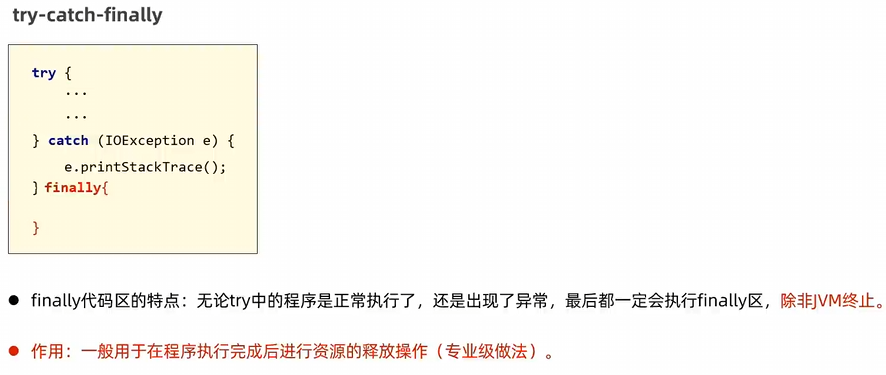 try-catch-finally
try {
...
...
} catch (IOException e) {
e.printStackTrace();
} finally{
}
● finally代码区的特点：无论try中的程序是正常执行了，还是出现了异常，最后都一定会执行finally区，除非JVM终止。
● 作用：一般用于在程序执行完成后进行资源的释放操作（专业级做法）。